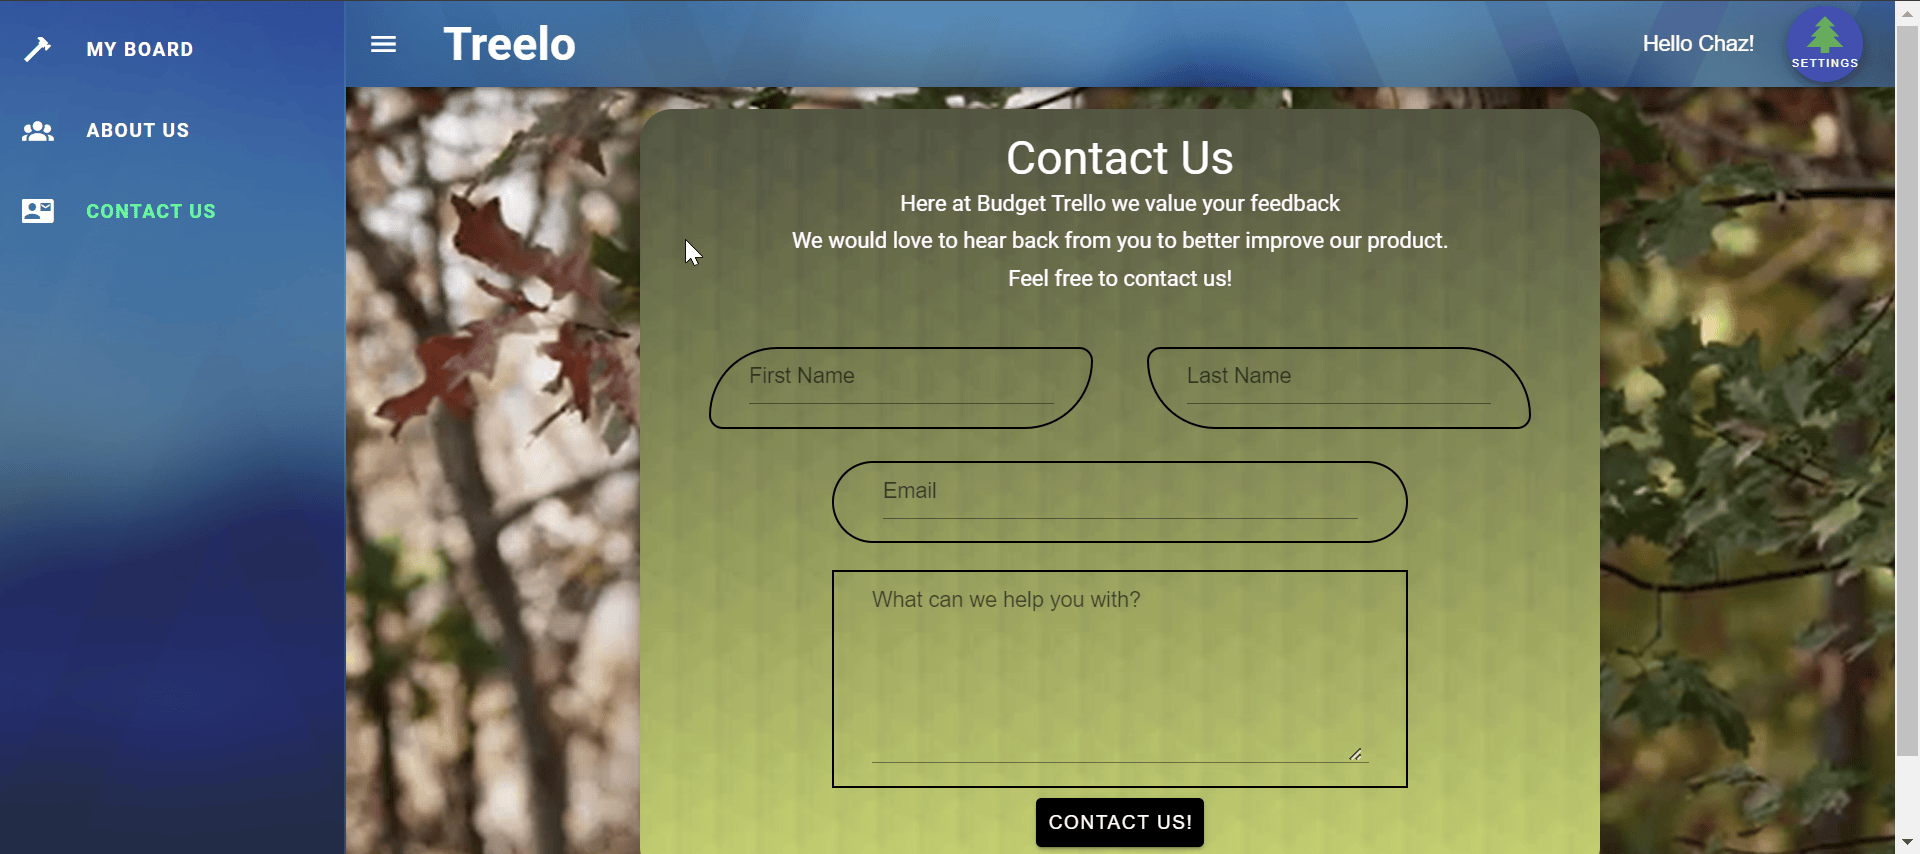 MY BOARD
ABOUT US
CONTACT US
Treelo
Hello Chaz!
SETTINGS
Contact Us
Here at Budget Trello we value your feedback
We would love to hear back from you to better improve our product.
Feel free to contact us!
First Name
Last Name
Email
What can we help you with?
CONTACT US!